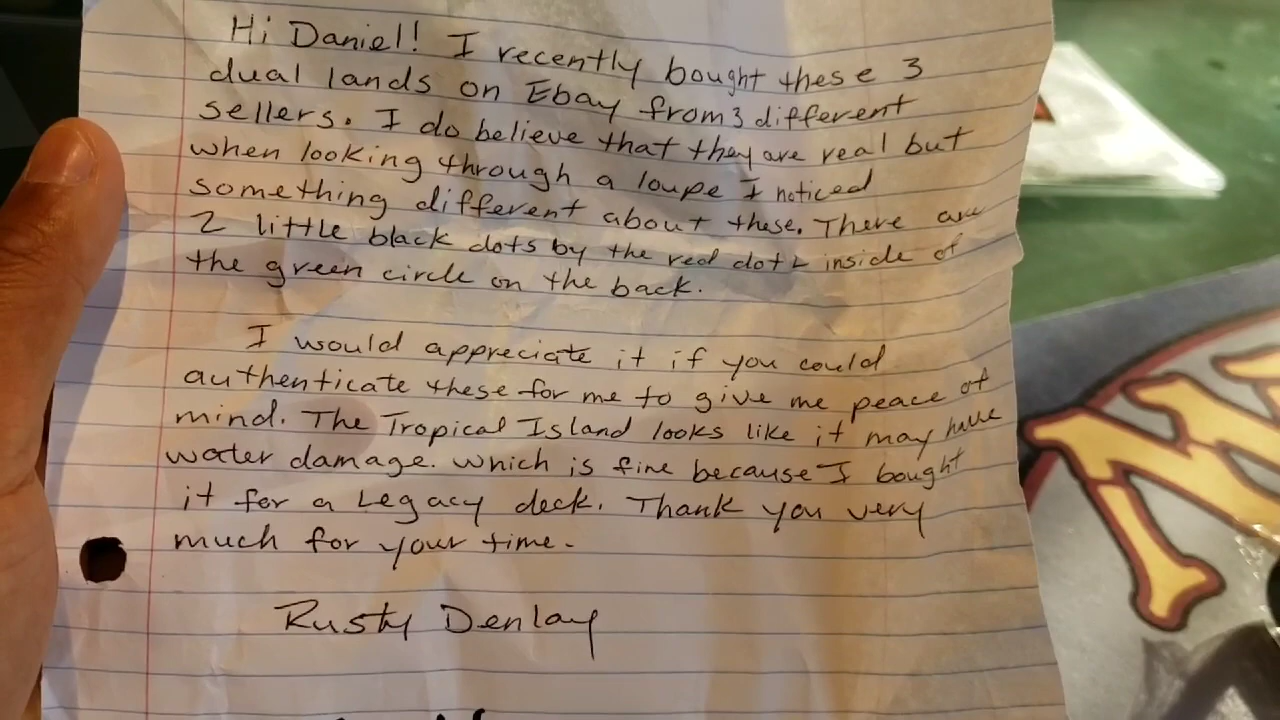 Hi Daniel! I recently bought these 3
dual lands on Ebay from 3 different
sellers. I do believe that they are real but
when looking through a loupe I noticed
something different about these. There are
2 little black dots by the red dot inside of
the green circle on the back.
I would appreciate it if you could
authenticate these for me to give me peace of
mind. The Tropical Island looks like it may have
water damage. Which is fine because I bought
it for a Legacy deck. Thank you very
much for your time.
Rusty Denlay